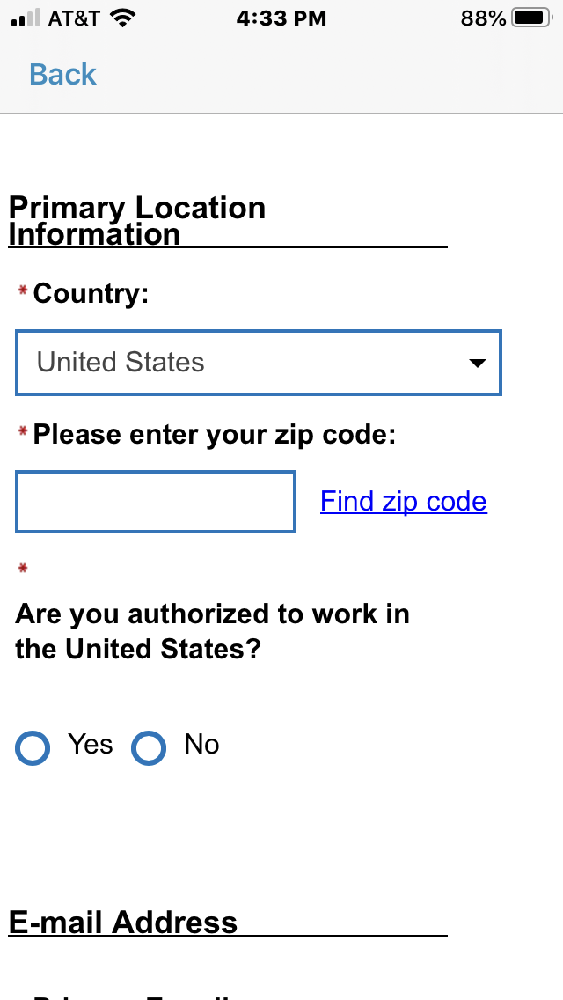 AT&T 4:33 PM 88%
Back
Primary Location
Information
* Country:
United States
* Please enter your zip code:
Find zip code
*
Are you authorized to work in
the United States?
Yes No
E-mail Address